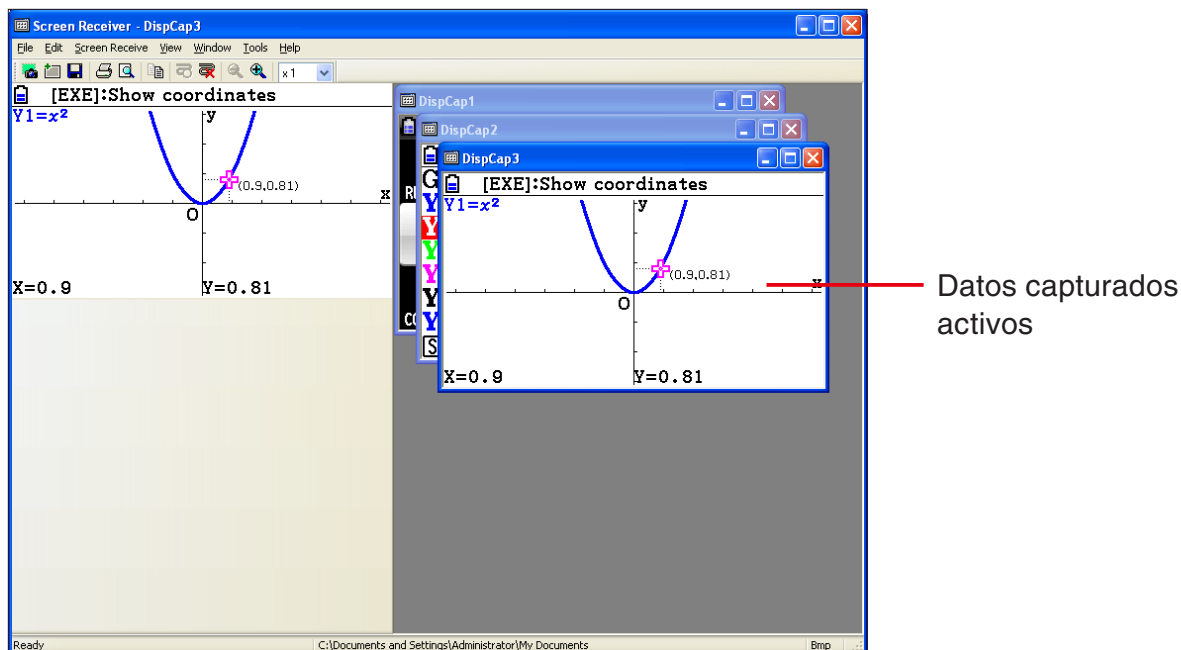 Screen Receiver - DispCap3
File Edit Screen Receive View Window Tools Help
x1
[EXE]:Show coordinates
Y1=x²
y
(0.9,0.81)
x
O
X=0.9 Y=0.81
DispCap1
DispCap2
DispCap3
[EXE]:Show coordinates
Y1=x²
y
(0.9,0.81)
x
O
X=0.9 Y=0.81
G
Y
Y
Y
Y
Y
Y
S
Datos capturados
activos
Ready C:\Documents and Settings\Administrator\My Documents Bmp